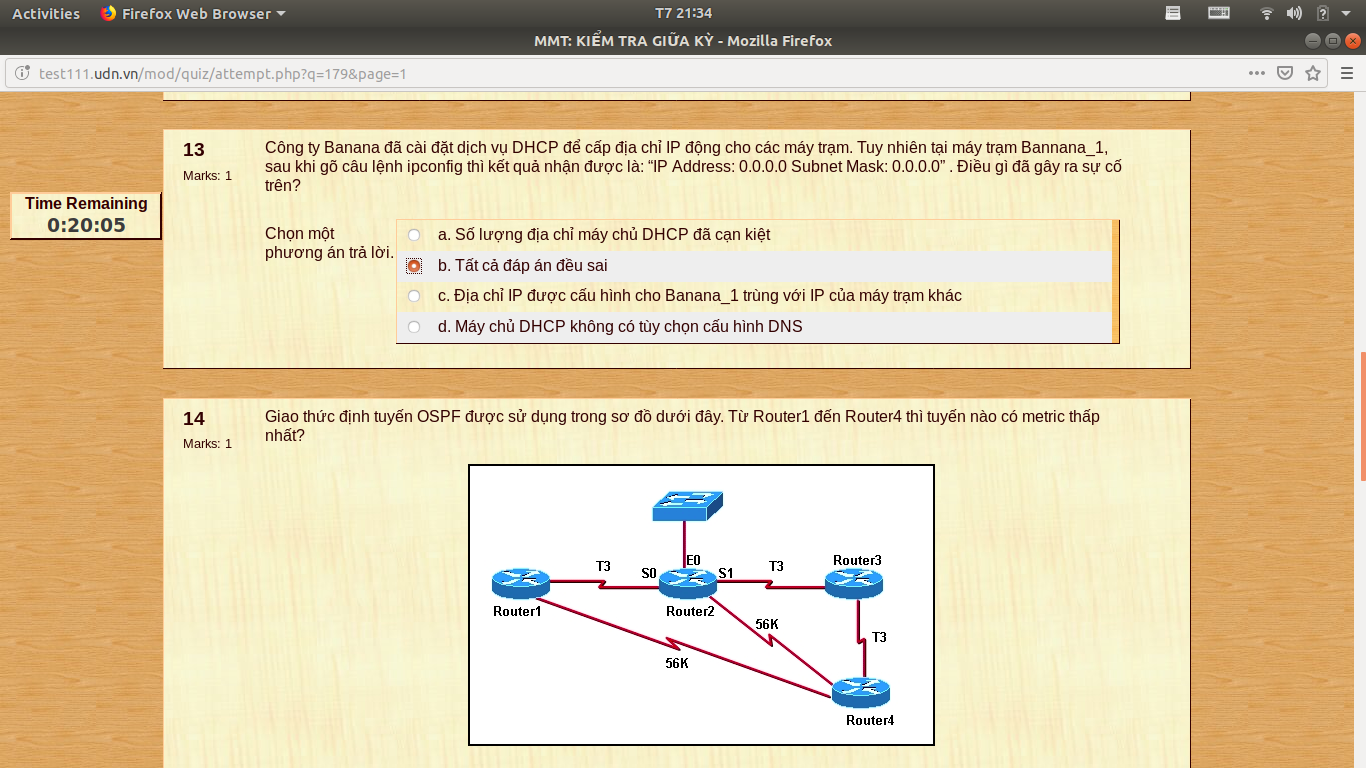 Activities Firefox Web Browser T7 21:34
MMT: KIỂM TRA GIỮA KỲ - Mozilla Firefox
test111.udn.vn/mod/quiz/attempt.php?q=179&page=1
13
Marks: 1
Công ty Banana đã cài đặt dịch vụ DHCP để cấp địa chỉ IP động cho các máy trạm. Tuy nhiên tại máy trạm Bannana_1,
sau khi gõ câu lệnh ipconfig thì kết quả nhận được là: “IP Address: 0.0.0.0 Subnet Mask: 0.0.0.0” . Điều gì đã gây ra sự cố
trên?
Time Remaining
0:20:05
Chọn một
phương án trả lời.
a. Số lượng địa chỉ máy chủ DHCP đã cạn kiệt
b. Tất cả đáp án đều sai
c. Địa chỉ IP được cấu hình cho Banana_1 trùng với IP của máy trạm khác
d. Máy chủ DHCP không có tùy chọn cấu hình DNS
14
Marks: 1
Giao thức định tuyến OSPF được sử dụng trong sơ đồ dưới đây. Từ Router1 đến Router4 thì tuyến nào có metric thấp
nhất?
E0
Router3
T3
S0
S1
T3
Router1
Router2
56K
T3
56K
Router4